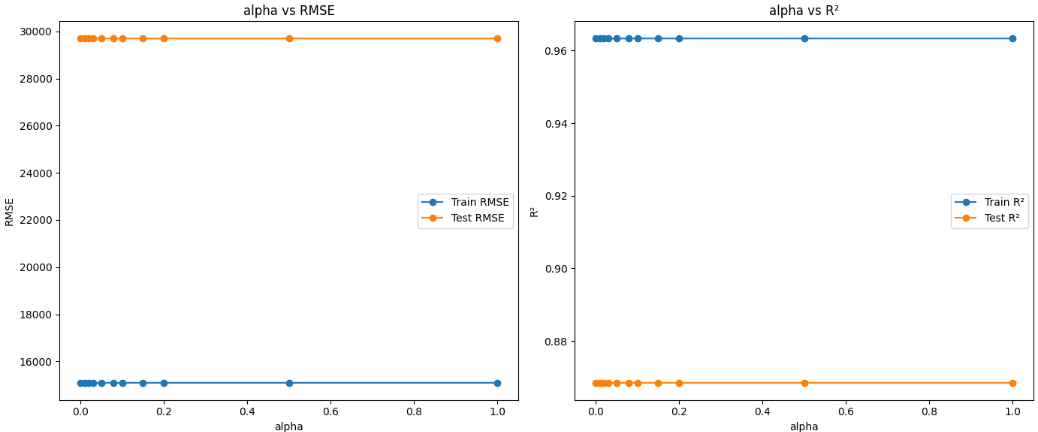 alpha vs RMSE
30000
28000
26000
24000
22000
20000
18000
16000
RMSE
Train RMSE
Test RMSE
0.0 0.2 0.4 0.6 0.8 1.0
alpha
alpha vs R²
0.96
0.94
0.92
0.90
0.88
R²
Train R²
Test R²
0.0 0.2 0.4 0.6 0.8 1.0
alpha